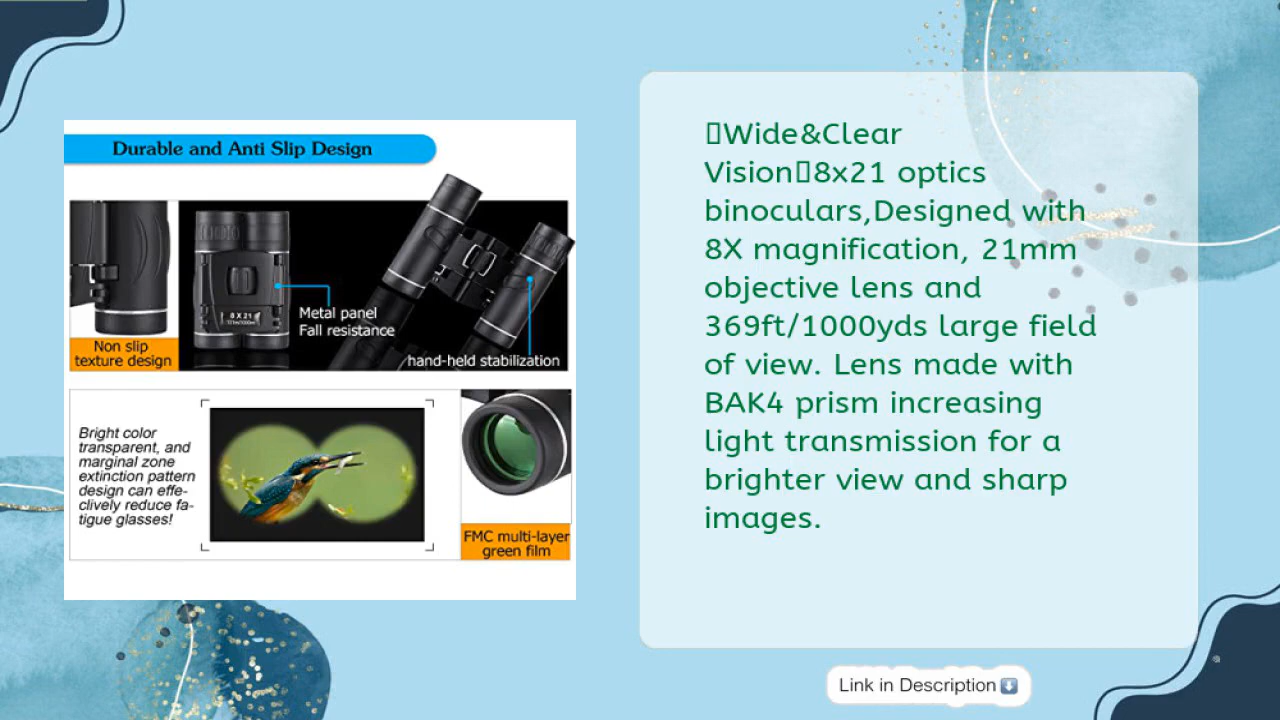 Durable and Anti Slip Design
Non slip
texture design
8 X 21
Metal panel
Fall resistance
hand-held stabilization
Bright color
transparent, and
marginal zone
extinction pattern
design can effe-
clively reduce fa-
tigue glasses!
FMC multi-layer
green film
▯Wide&Clear
Vision▯8x21 optics
binoculars,Designed with
8X magnification, 21mm
objective lens and
369ft/1000yds large field
of view. Lens made with
BAK4 prism increasing
light transmission for a
brighter view and sharp
images.
Link in Description⬇️